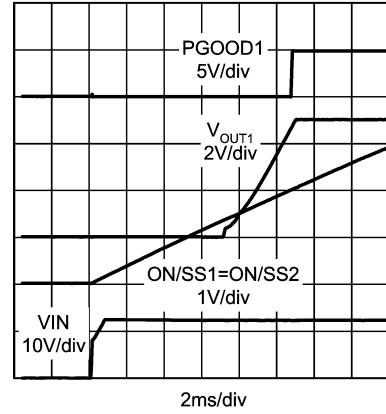 PGOOD1
5V/div
VOUT1
2V/div
ON/SS1=ON/SS2
1V/div
VIN
10V/div
2ms/div